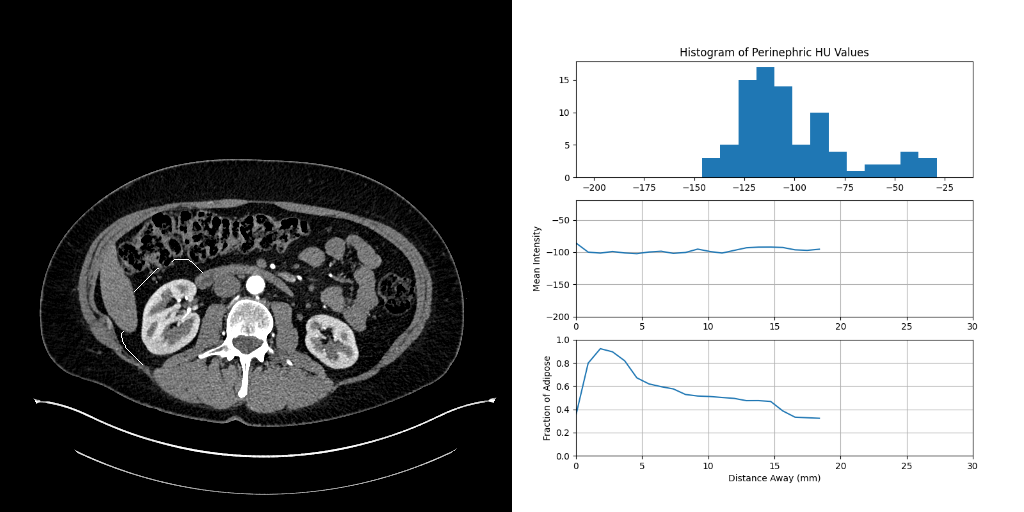 Histogram of Perinephric HU Values
15
10
5
0
−200 −175 −150 −125 −100 −75 −50 −25
Mean Intensity
−50
−100
−150
−200
0 5 10 15 20 25 30
Fraction of Adipose
1.0
0.8
0.6
0.4
0.2
0.0
0 5 10 15 20 25 30
Distance Away (mm)